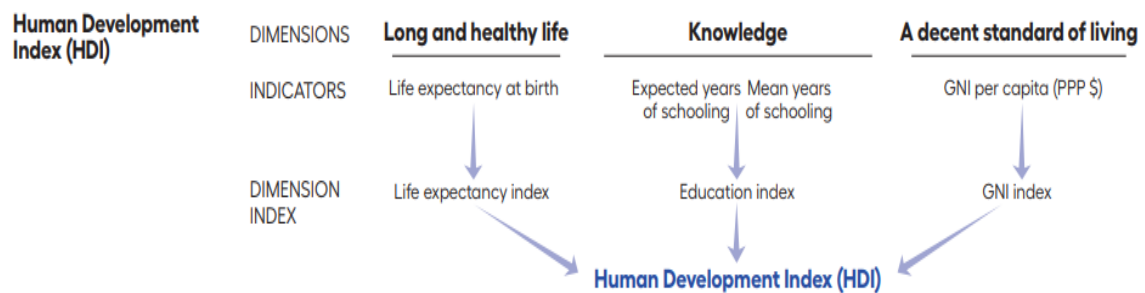 Human Development
Index (HDI)
DIMENSIONS Long and healthy life Knowledge A decent standard of living
INDICATORS Life expectancy at birth Expected years Mean years GNI per capita (PPP $)
of schooling of schooling
DIMENSION Life expectancy index Education index GNI index
INDEX
Human Development Index (HDI)